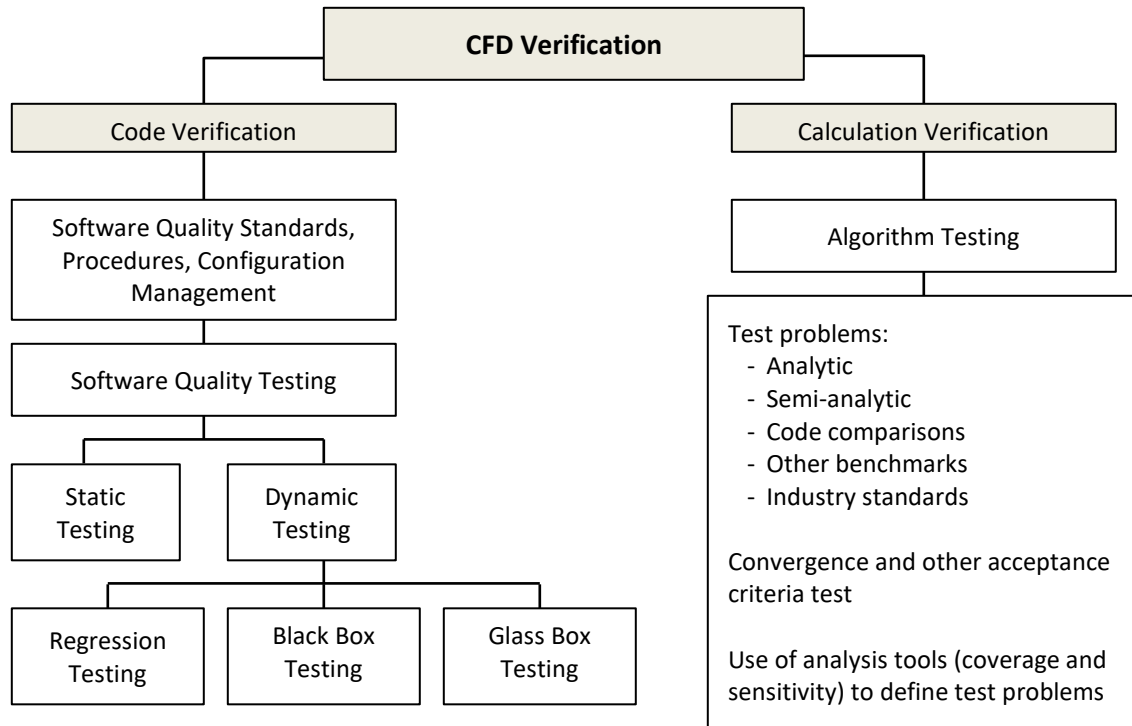 CFD Verification
Code Verification
Calculation Verification
Software Quality Standards,
Procedures, Configuration
Management
Algorithm Testing
Software Quality Testing
Static
Testing
Dynamic
Testing
Regression
Testing
Black Box
Testing
Glass Box
Testing
Test problems:
- Analytic
- Semi-analytic
- Code comparisons
- Other benchmarks
- Industry standards
Convergence and other acceptance
criteria test
Use of analysis tools (coverage and
sensitivity) to define test problems